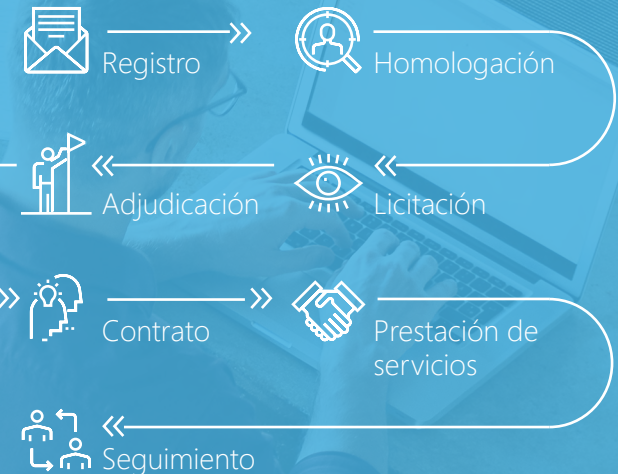 Registro
Homologación
Licitación
Adjudicación
Contrato
Prestación de
servicios
Seguimiento